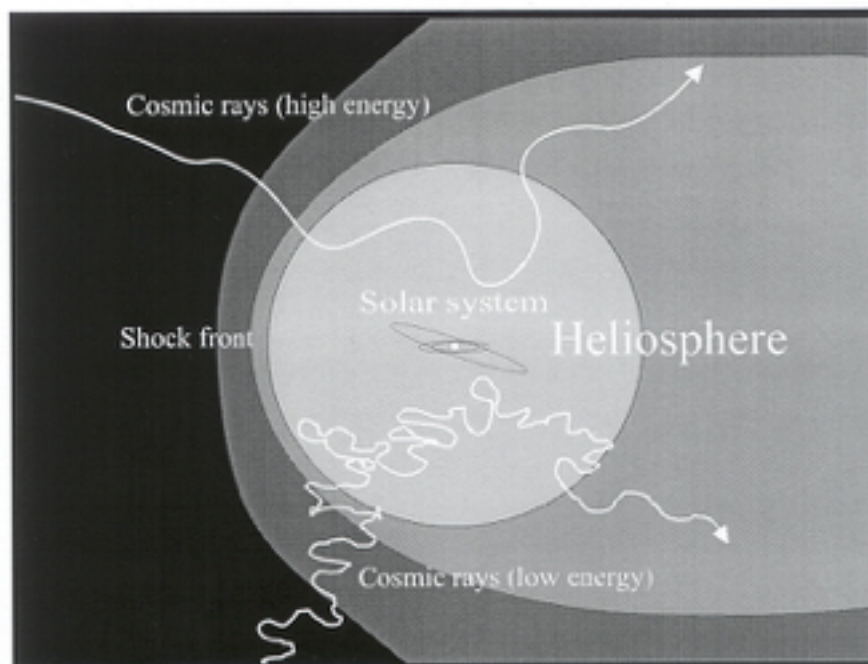 Cosmic rays (high energy)
Solar system
Shock front
Heliosphere
Cosmic rays (low energy)